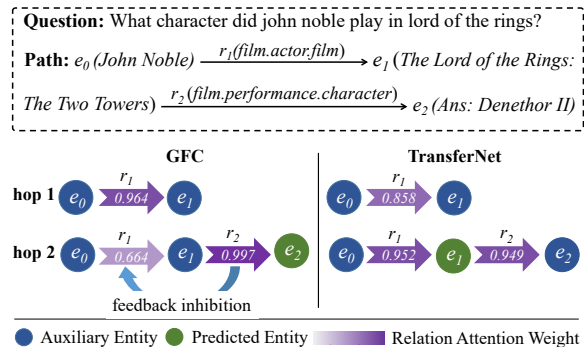 Question: What character did john noble play in lord of the rings?
Path: e0 (John Noble) r1(film.actor.film) e1 (The Lord of the Rings:
The Two Towers) r2(film.performance.character) e2 (Ans: Denethor II)
GFC TransferNet
hop 1 e0 r1 0.964 e1 e0 r1 0.858 e1
hop 2 e0 r1 0.664 e1 r2 0.997 e2 e0 r1 0.952 e1 r2 0.949 e2
feedback inhibition
Auxiliary Entity Predicted Entity Relation Attention Weight